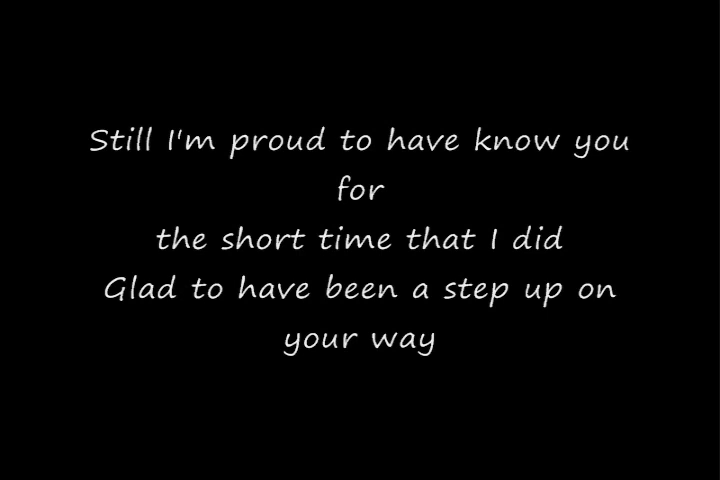 Still I'm proud to have know you
for
the short time that I did
Glad to have been a step up on
your way